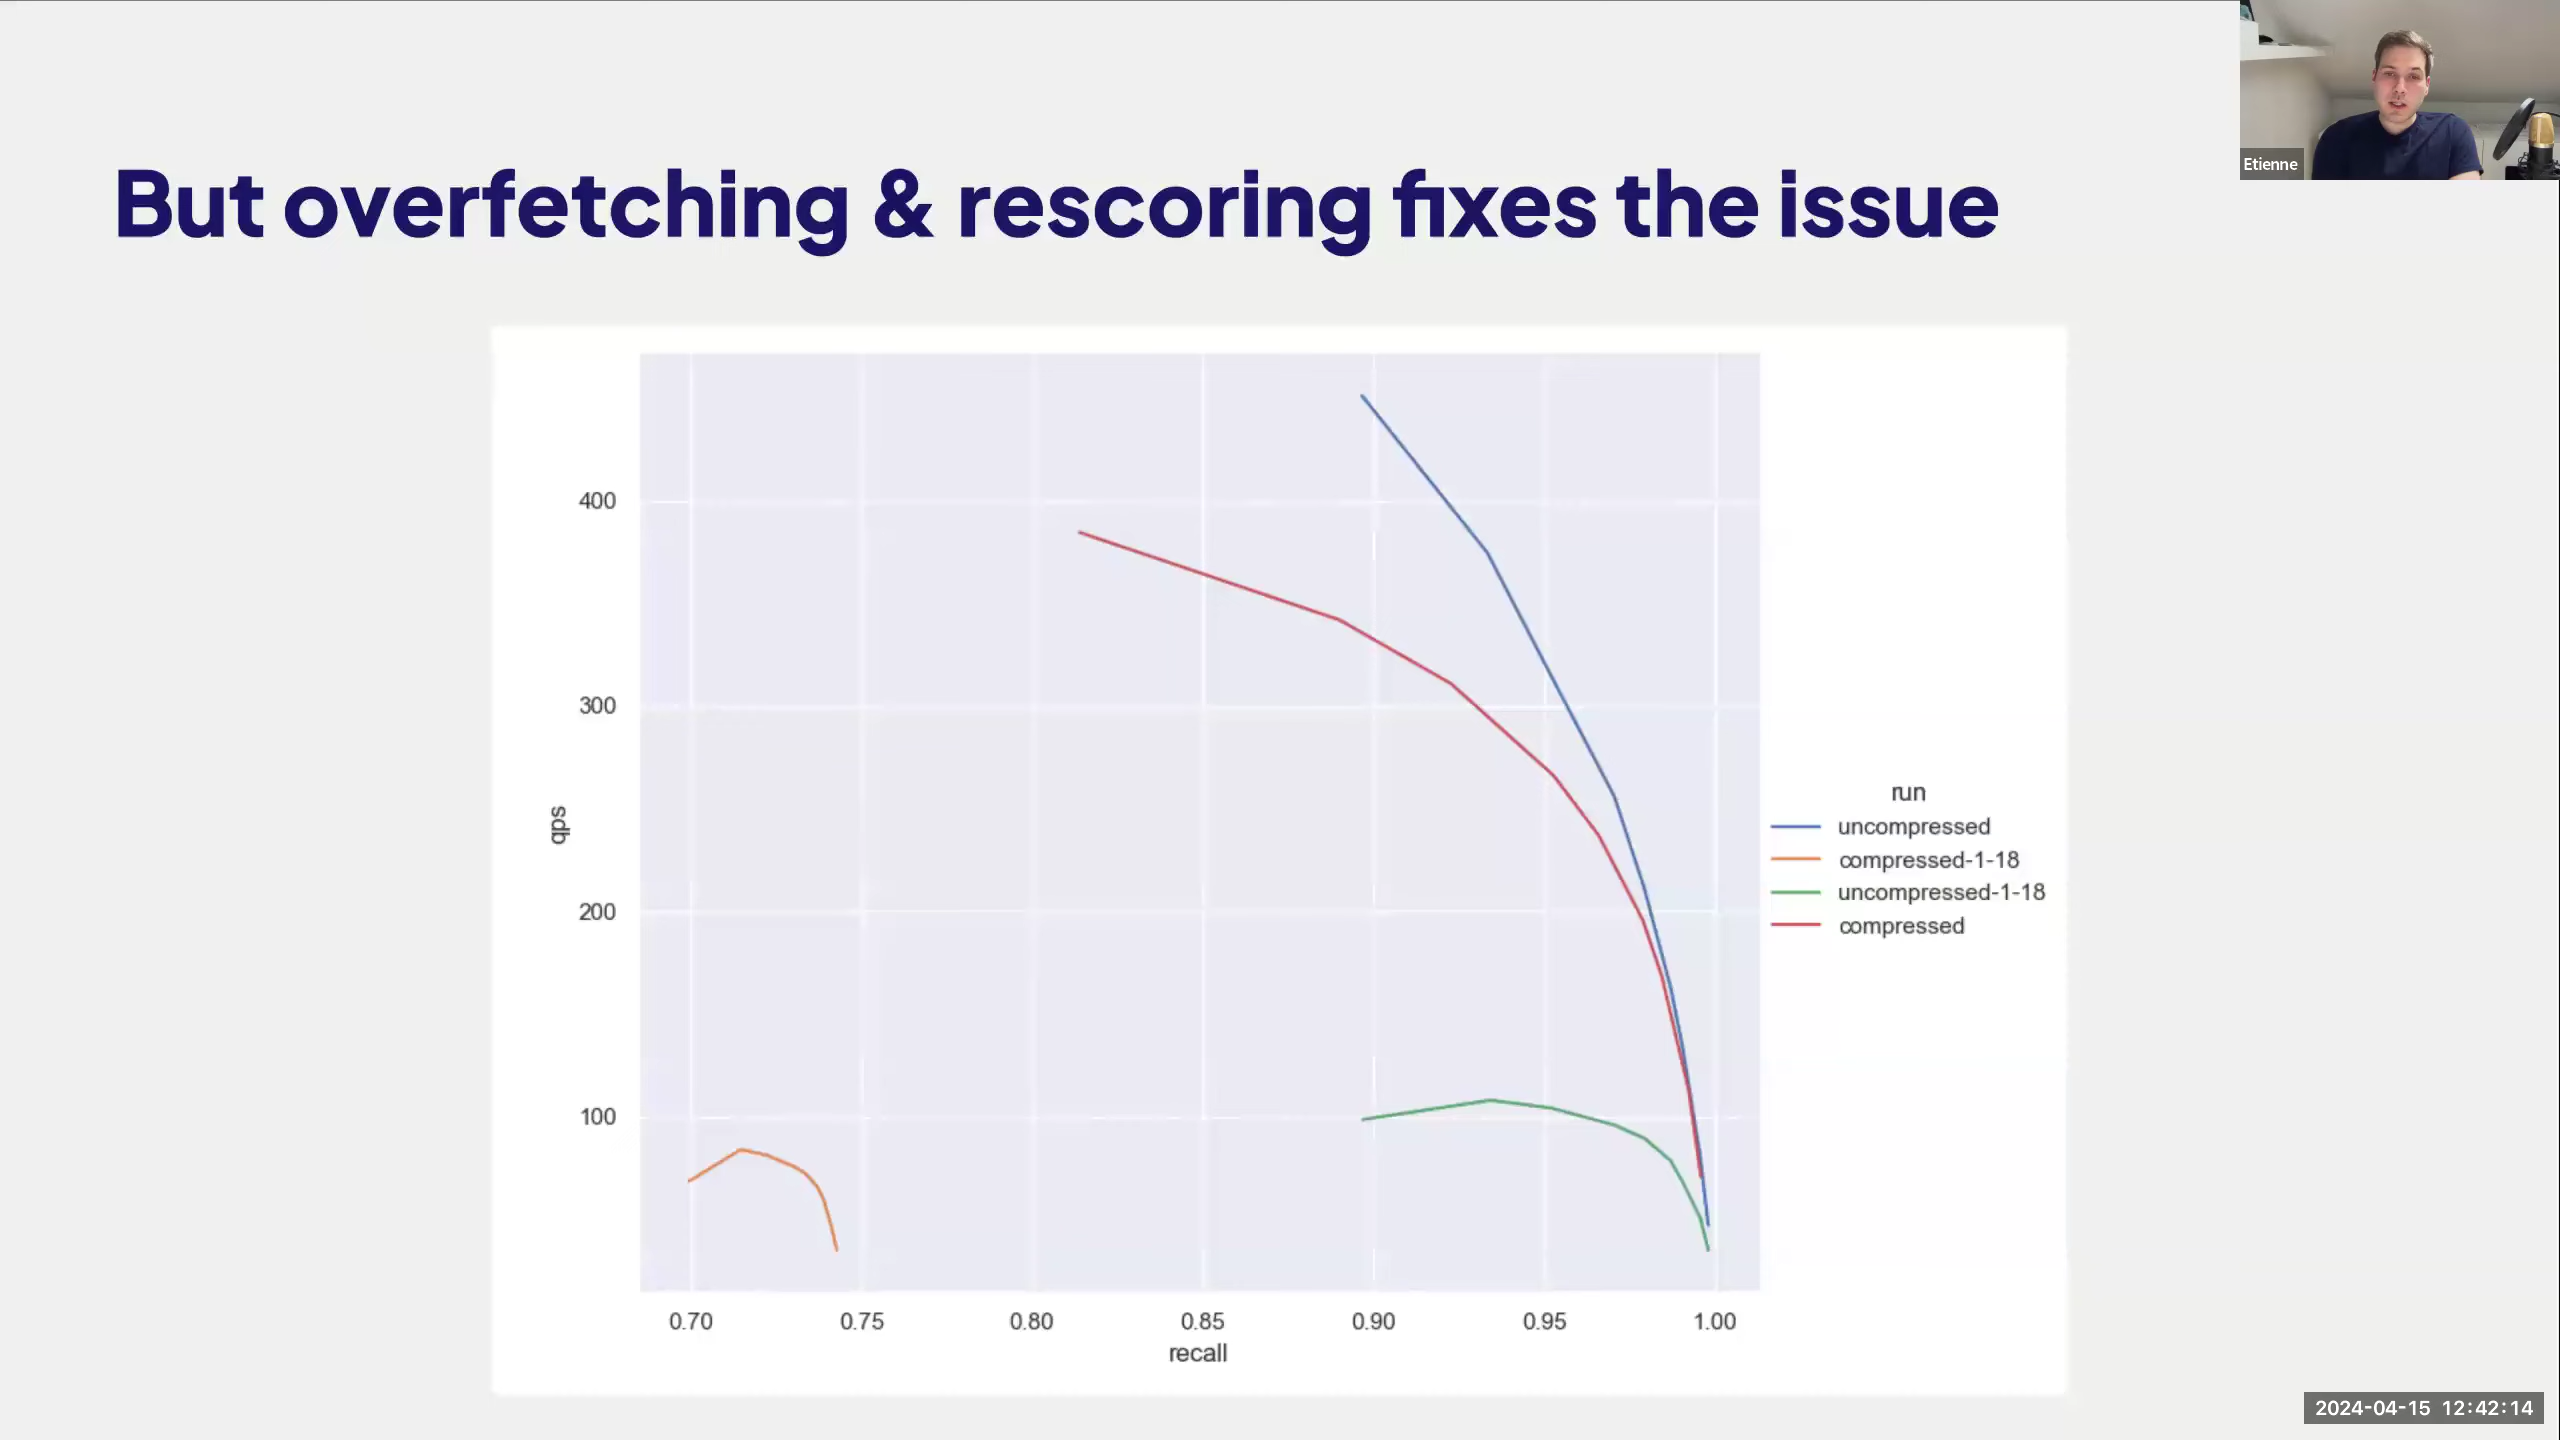 Etienne
But overfetching & rescoring fixes the issue
400
300
200
100
qps
0.70 0.75 0.80 0.85 0.90 0.95 1.00
recall
run
uncompressed
compressed-1-18
uncompressed-1-18
compressed
2024-04-15 12:42:14